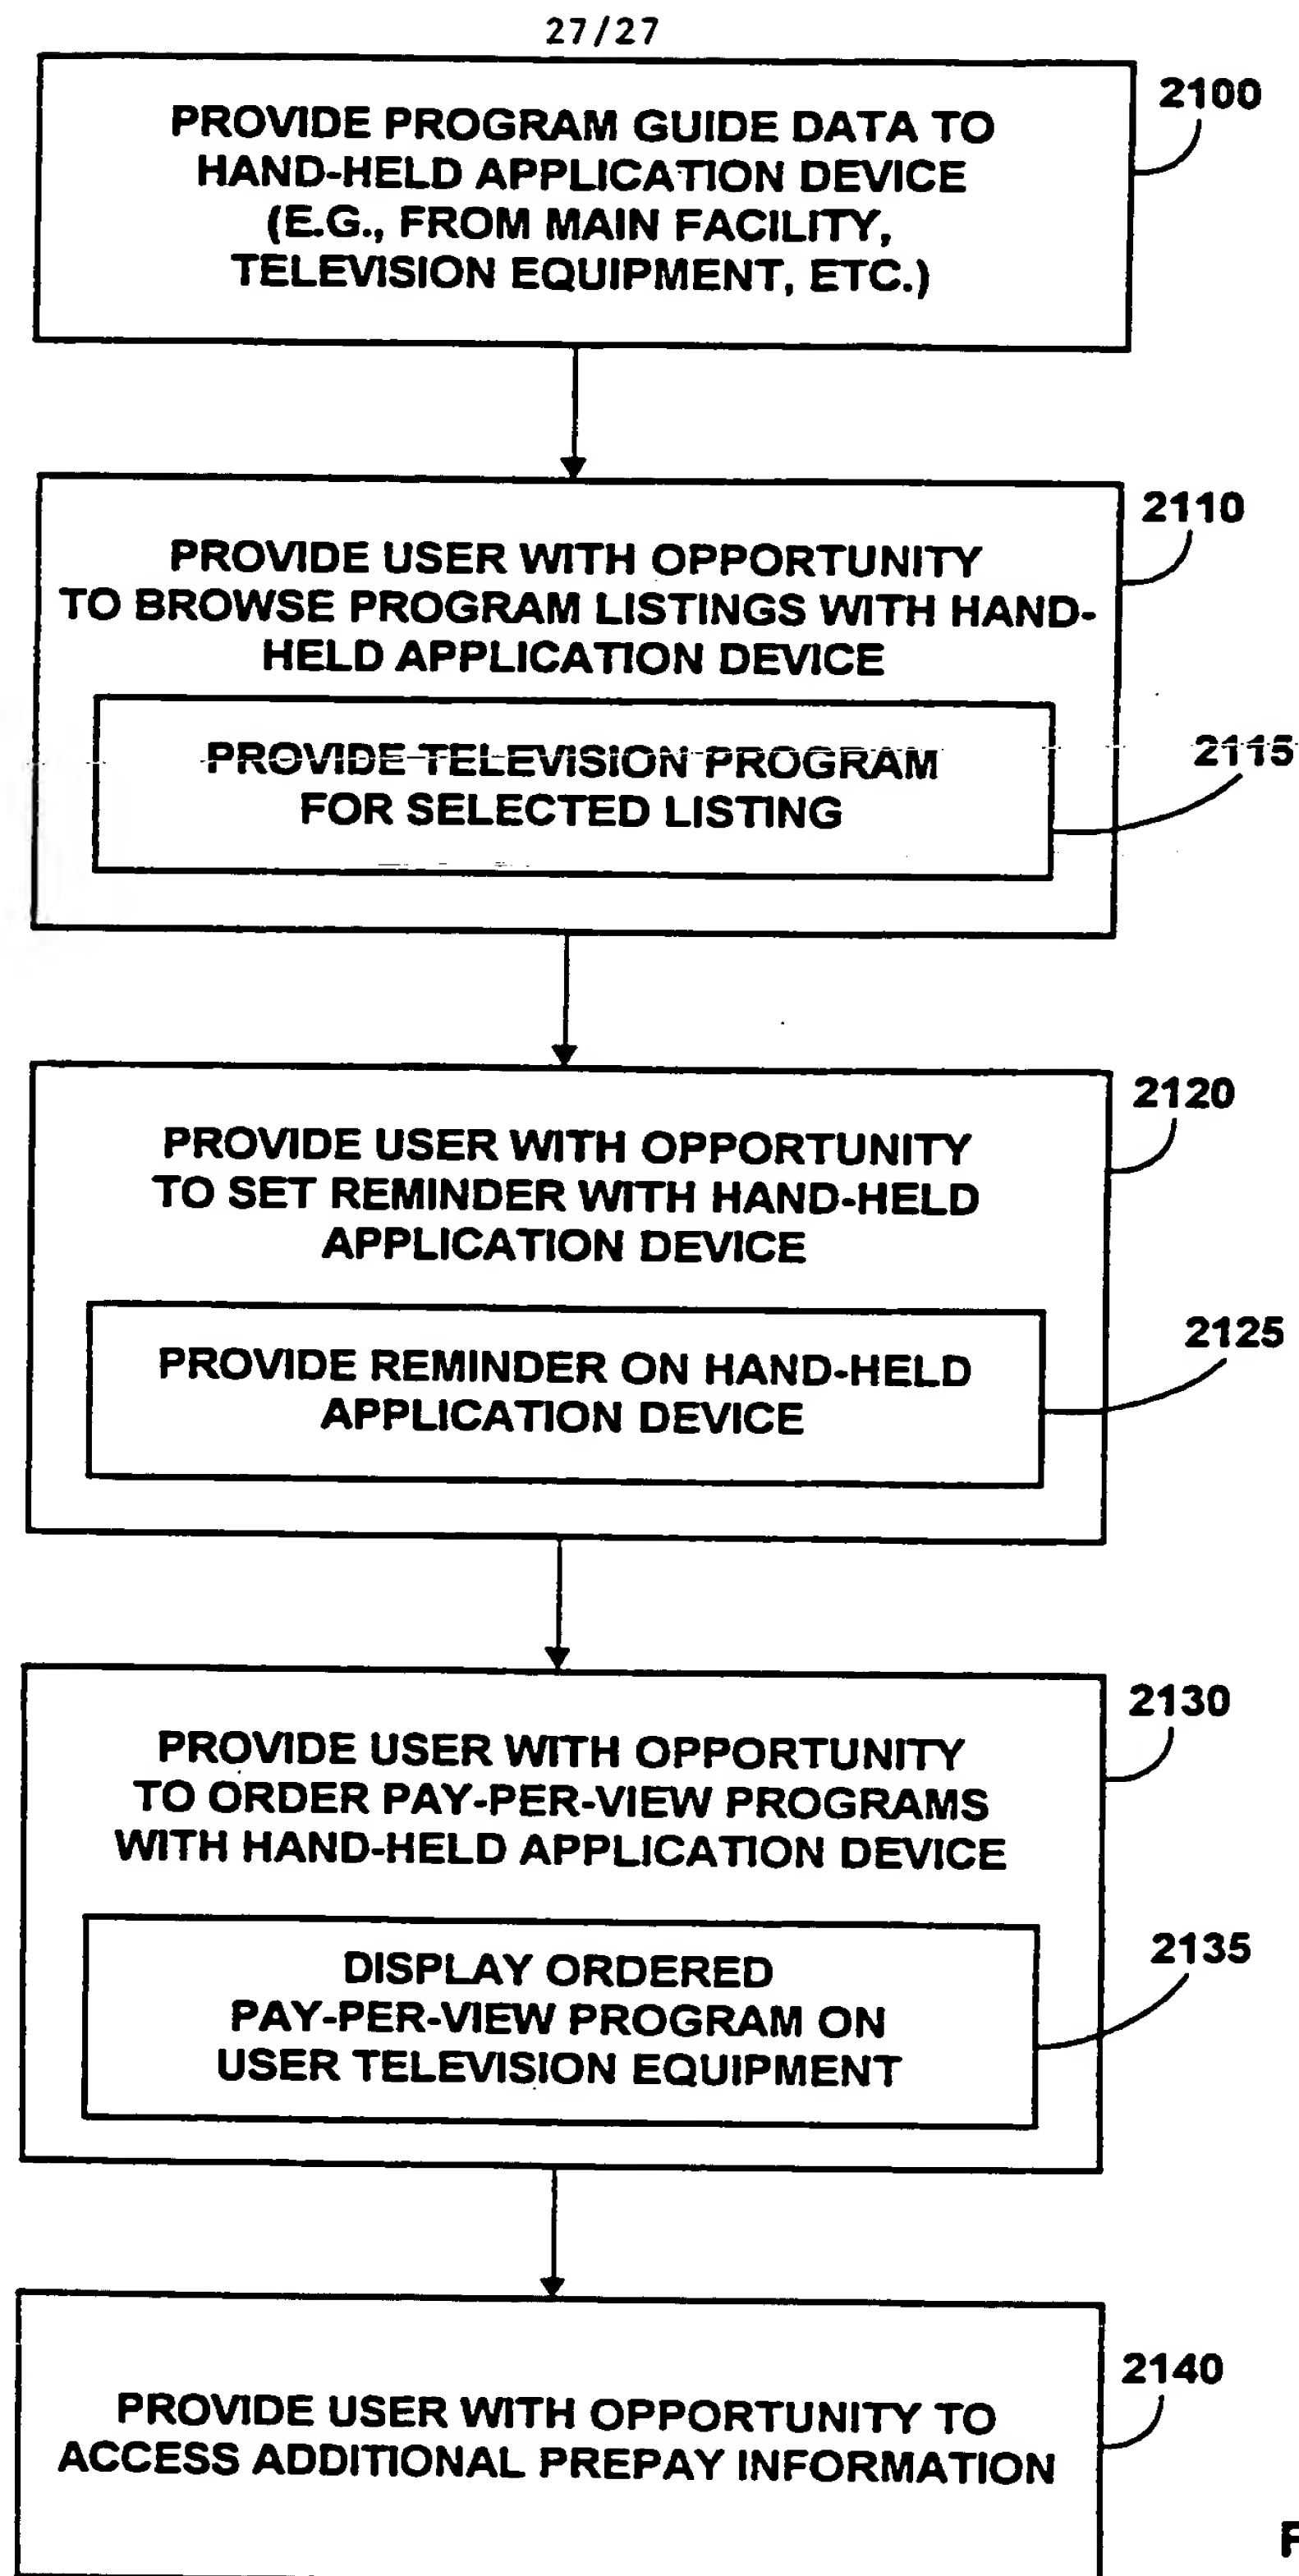 27/27
PROVIDE PROGRAM GUIDE DATA TO
HAND-HELD APPLICATION DEVICE
(E.G., FROM MAIN FACILITY,
TELEVISION EQUIPMENT, ETC.)
2100
PROVIDE USER WITH OPPORTUNITY
TO BROWSE PROGRAM LISTINGS WITH HAND-
HELD APPLICATION DEVICE
2110
PROVIDE TELEVISION PROGRAM
FOR SELECTED LISTING
2115
PROVIDE USER WITH OPPORTUNITY
TO SET REMINDER WITH HAND-HELD
APPLICATION DEVICE
2120
PROVIDE REMINDER ON HAND-HELD
APPLICATION DEVICE
2125
PROVIDE USER WITH OPPORTUNITY
TO ORDER PAY-PER-VIEW PROGRAMS
WITH HAND-HELD APPLICATION DEVICE
2130
DISPLAY ORDERED
PAY-PER-VIEW PROGRAM ON
USER TELEVISION EQUIPMENT
2135
PROVIDE USER WITH OPPORTUNITY TO
ACCESS ADDITIONAL PREPAY INFORMATION
2140